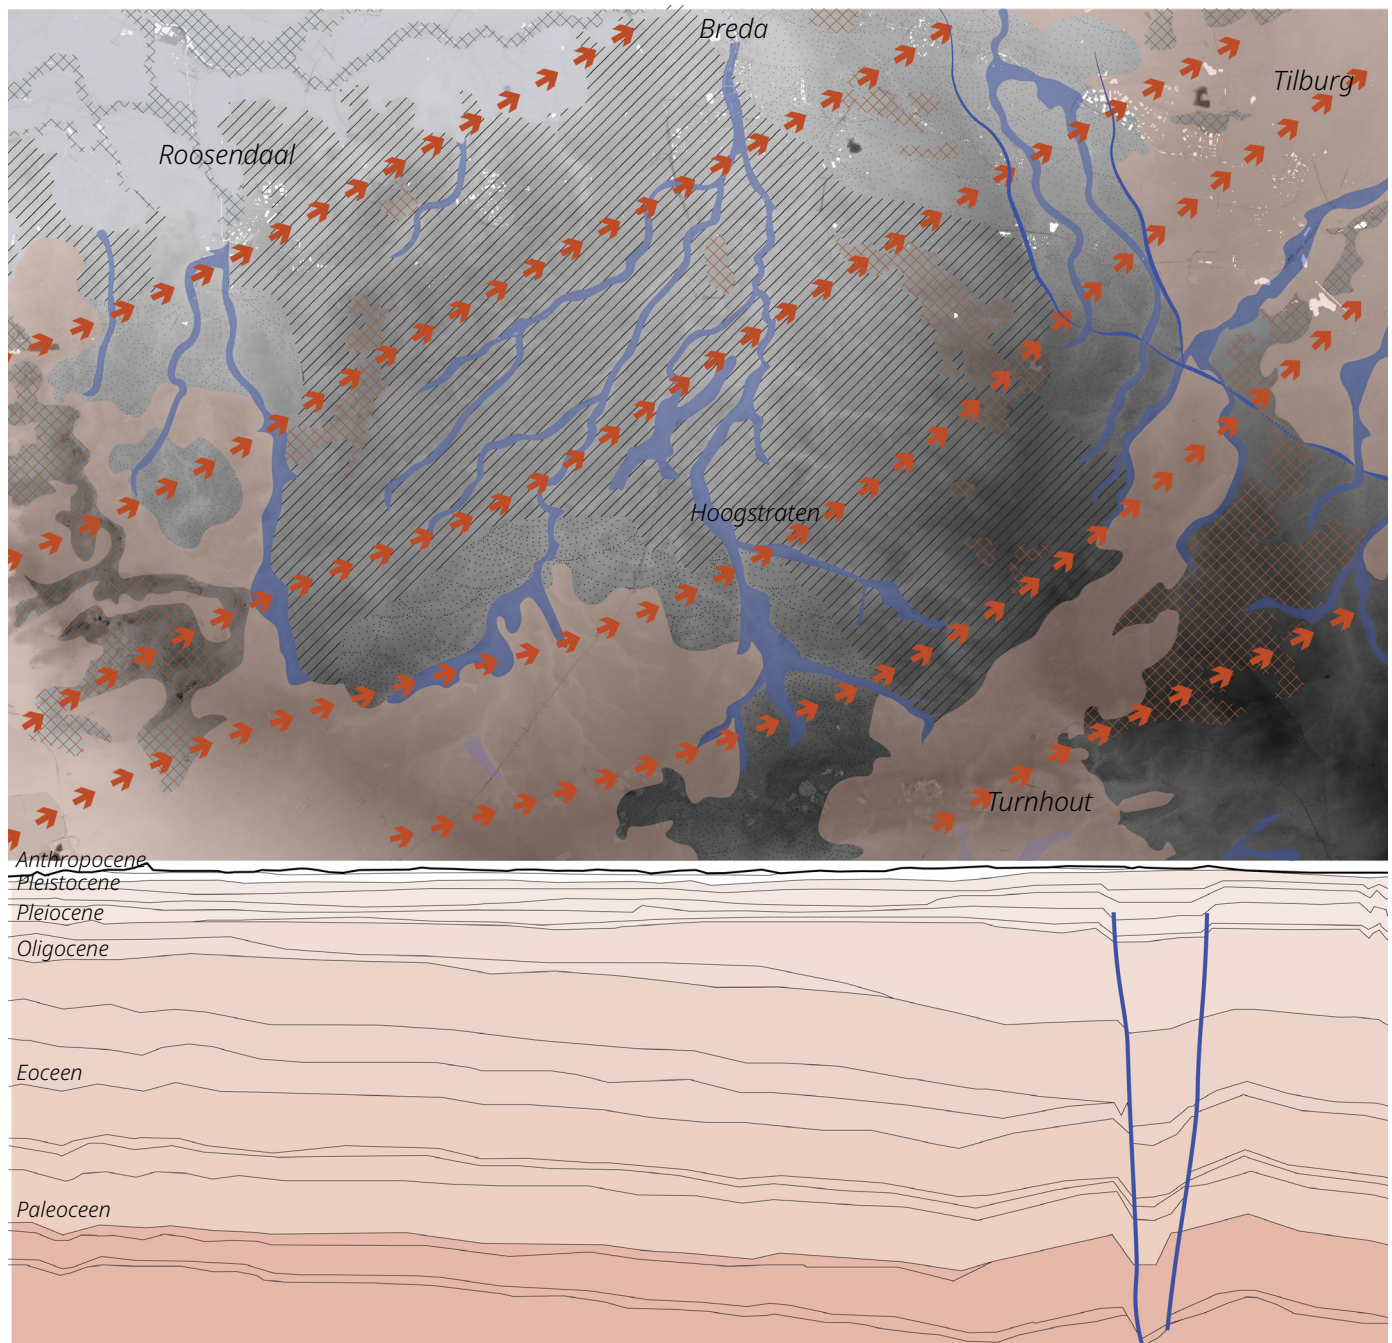 Breda
Tilburg
Roosendaal
Hoogstraten
Turnhout
Anthropocene
Pleistocene
Pleiocene
Oligocene
Eoceen
Paleoceen